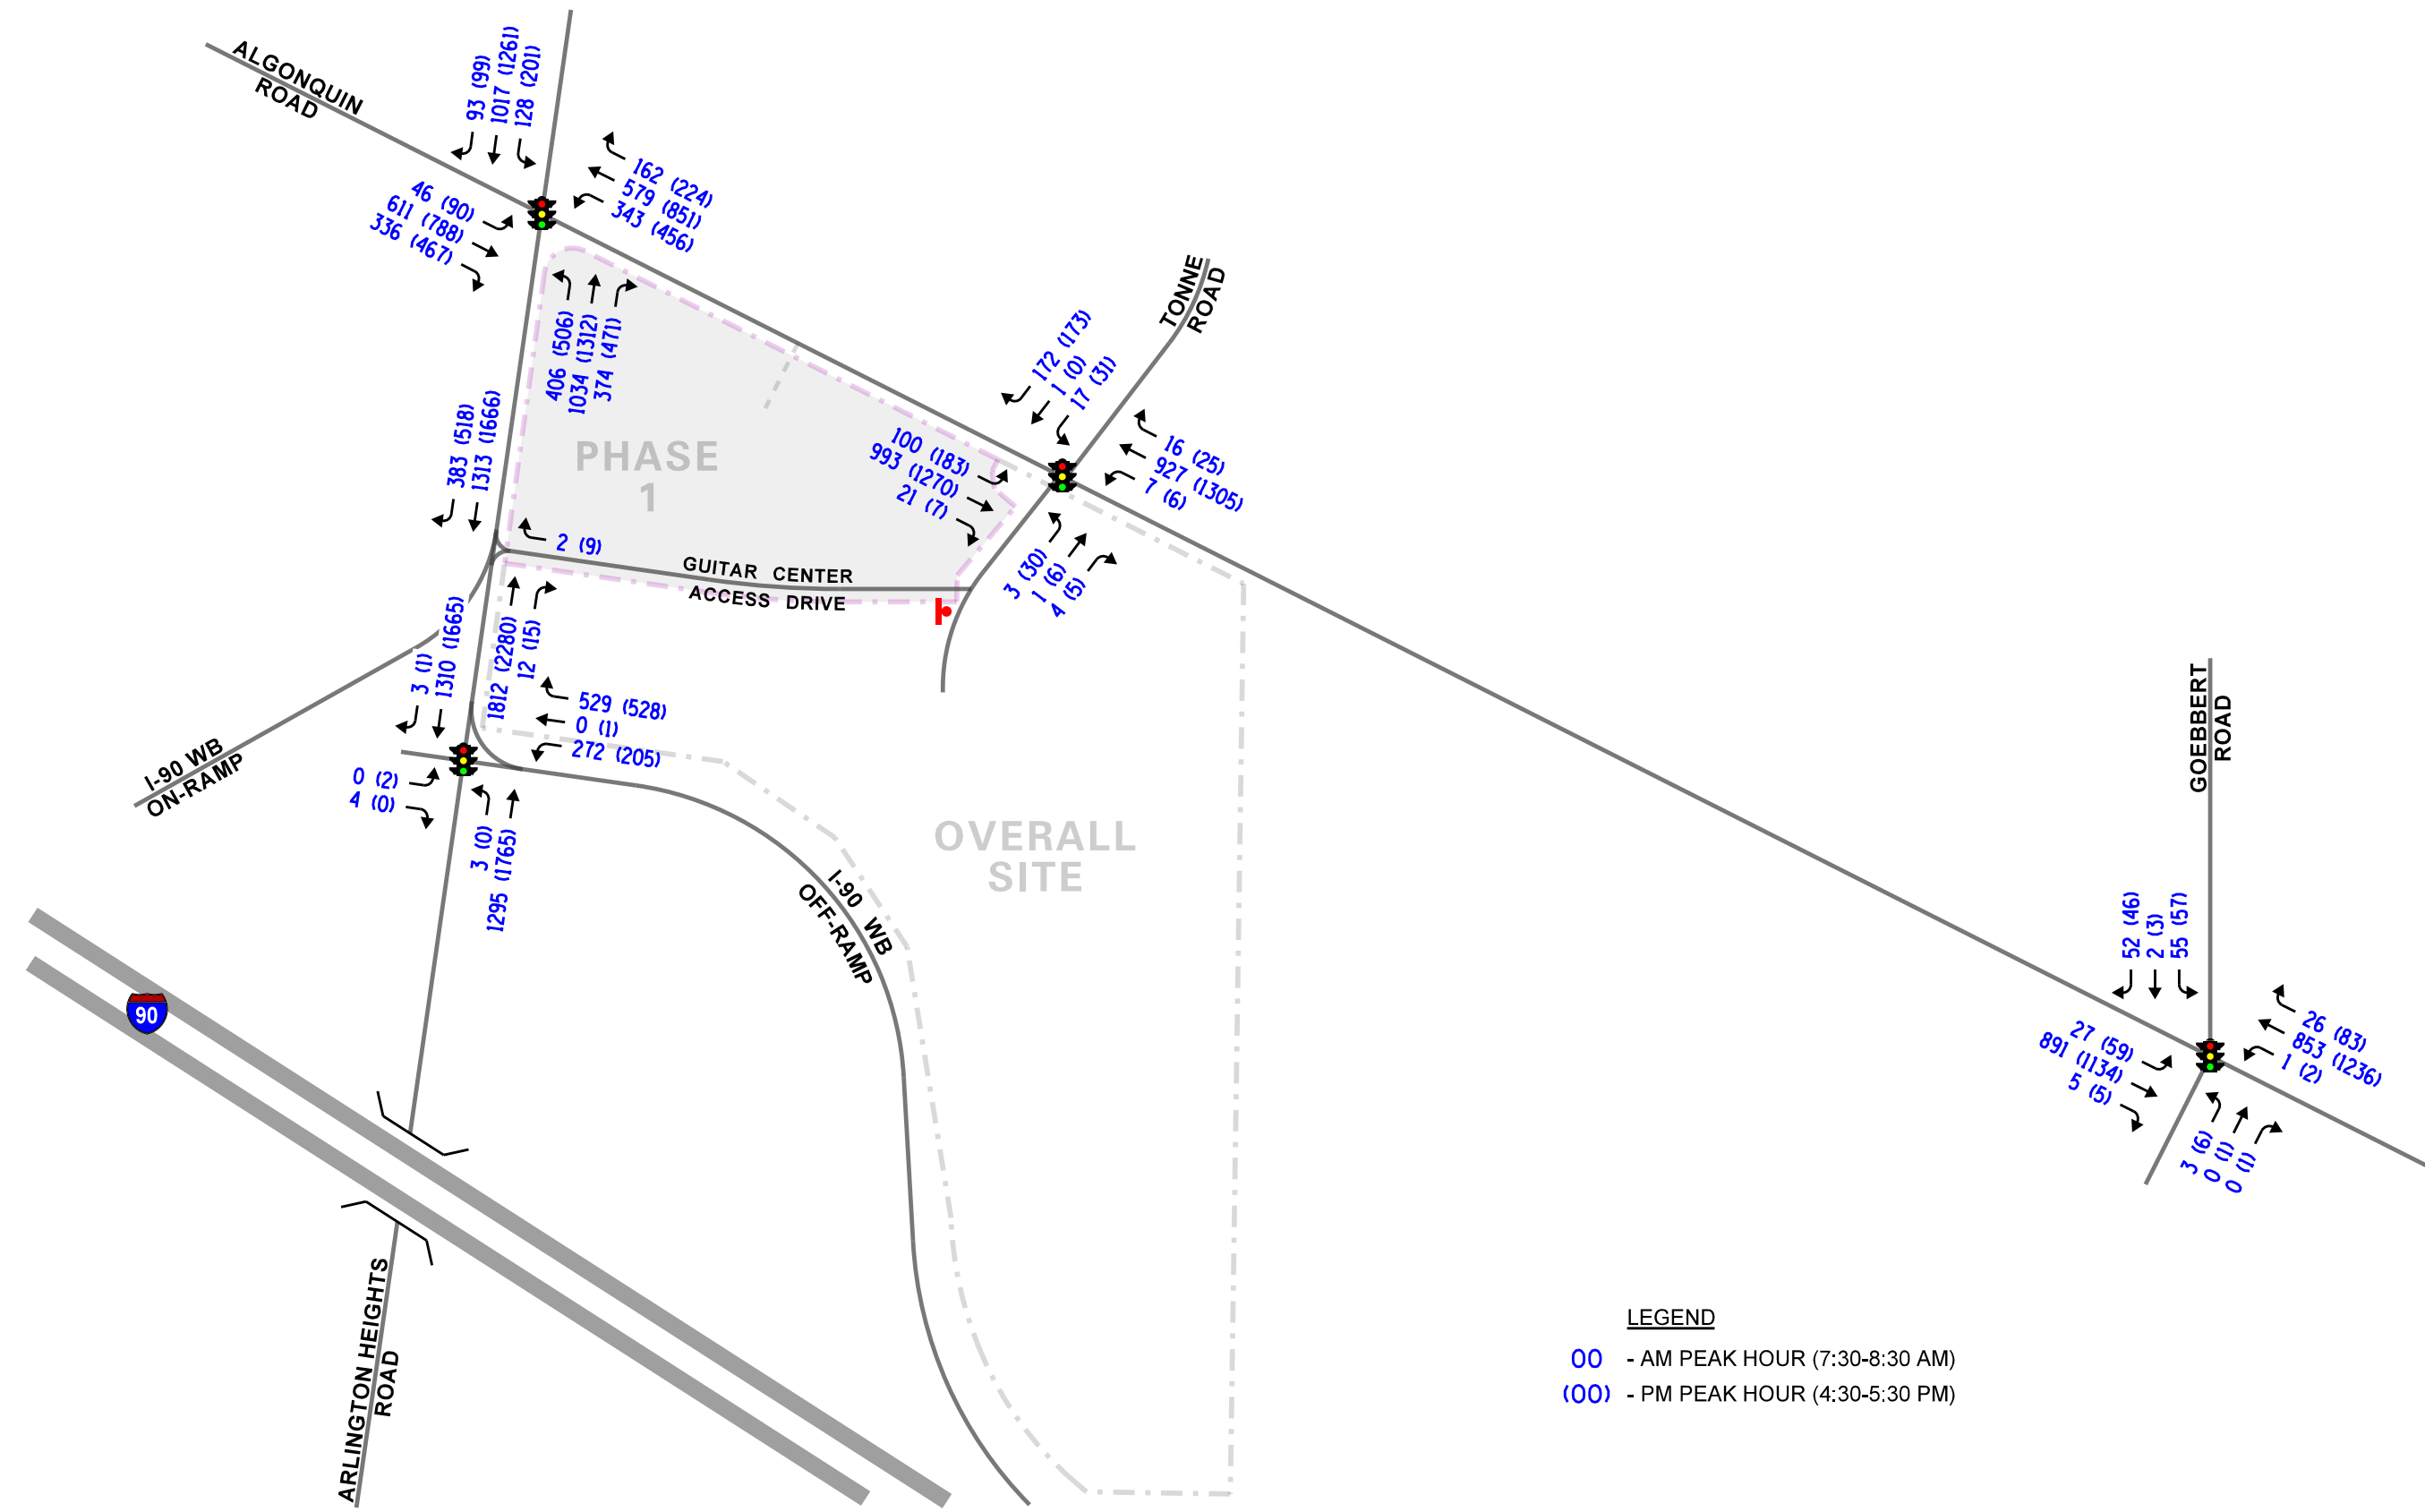 ALGONQUIN
ROAD
93 (99)
1017 (1261)
128 (201)
162 (224)
579 (851)
343 (456)
46 (90)
611 (788)
336 (467)
406 (506)
1034 (1312)
374 (471)
TONNE
ROAD
172 (173)
1 (0)
17 (31)
16 (25)
927 (1305)
7 (6)
100 (183)
993 (1270)
21 (7)
3 (30)
1 (6)
4 (5)
PHASE
1
383 (518)
1313 (1666)
2 (9)
GUITAR CENTER
ACCESS DRIVE
1812 (2280)
12 (15)
3 (1)
1310 (1665)
529 (528)
0 (1)
272 (205)
I-90 WB
ON-RAMP
0 (2)
4 (0)
3 (0)
1295 (1765)
OVERALL
SITE
I-90 WB
OFF-RAMP
GOEBBERT
ROAD
52 (46)
2 (3)
55 (57)
26 (83)
853 (1236)
1 (2)
27 (59)
891 (1134)
5 (5)
3 (6)
0 (1)
0 (1)
90
ARLINGTON HEIGHTS
ROAD
LEGEND
00 - AM PEAK HOUR (7:30-8:30 AM)
(00) - PM PEAK HOUR (4:30-5:30 PM)